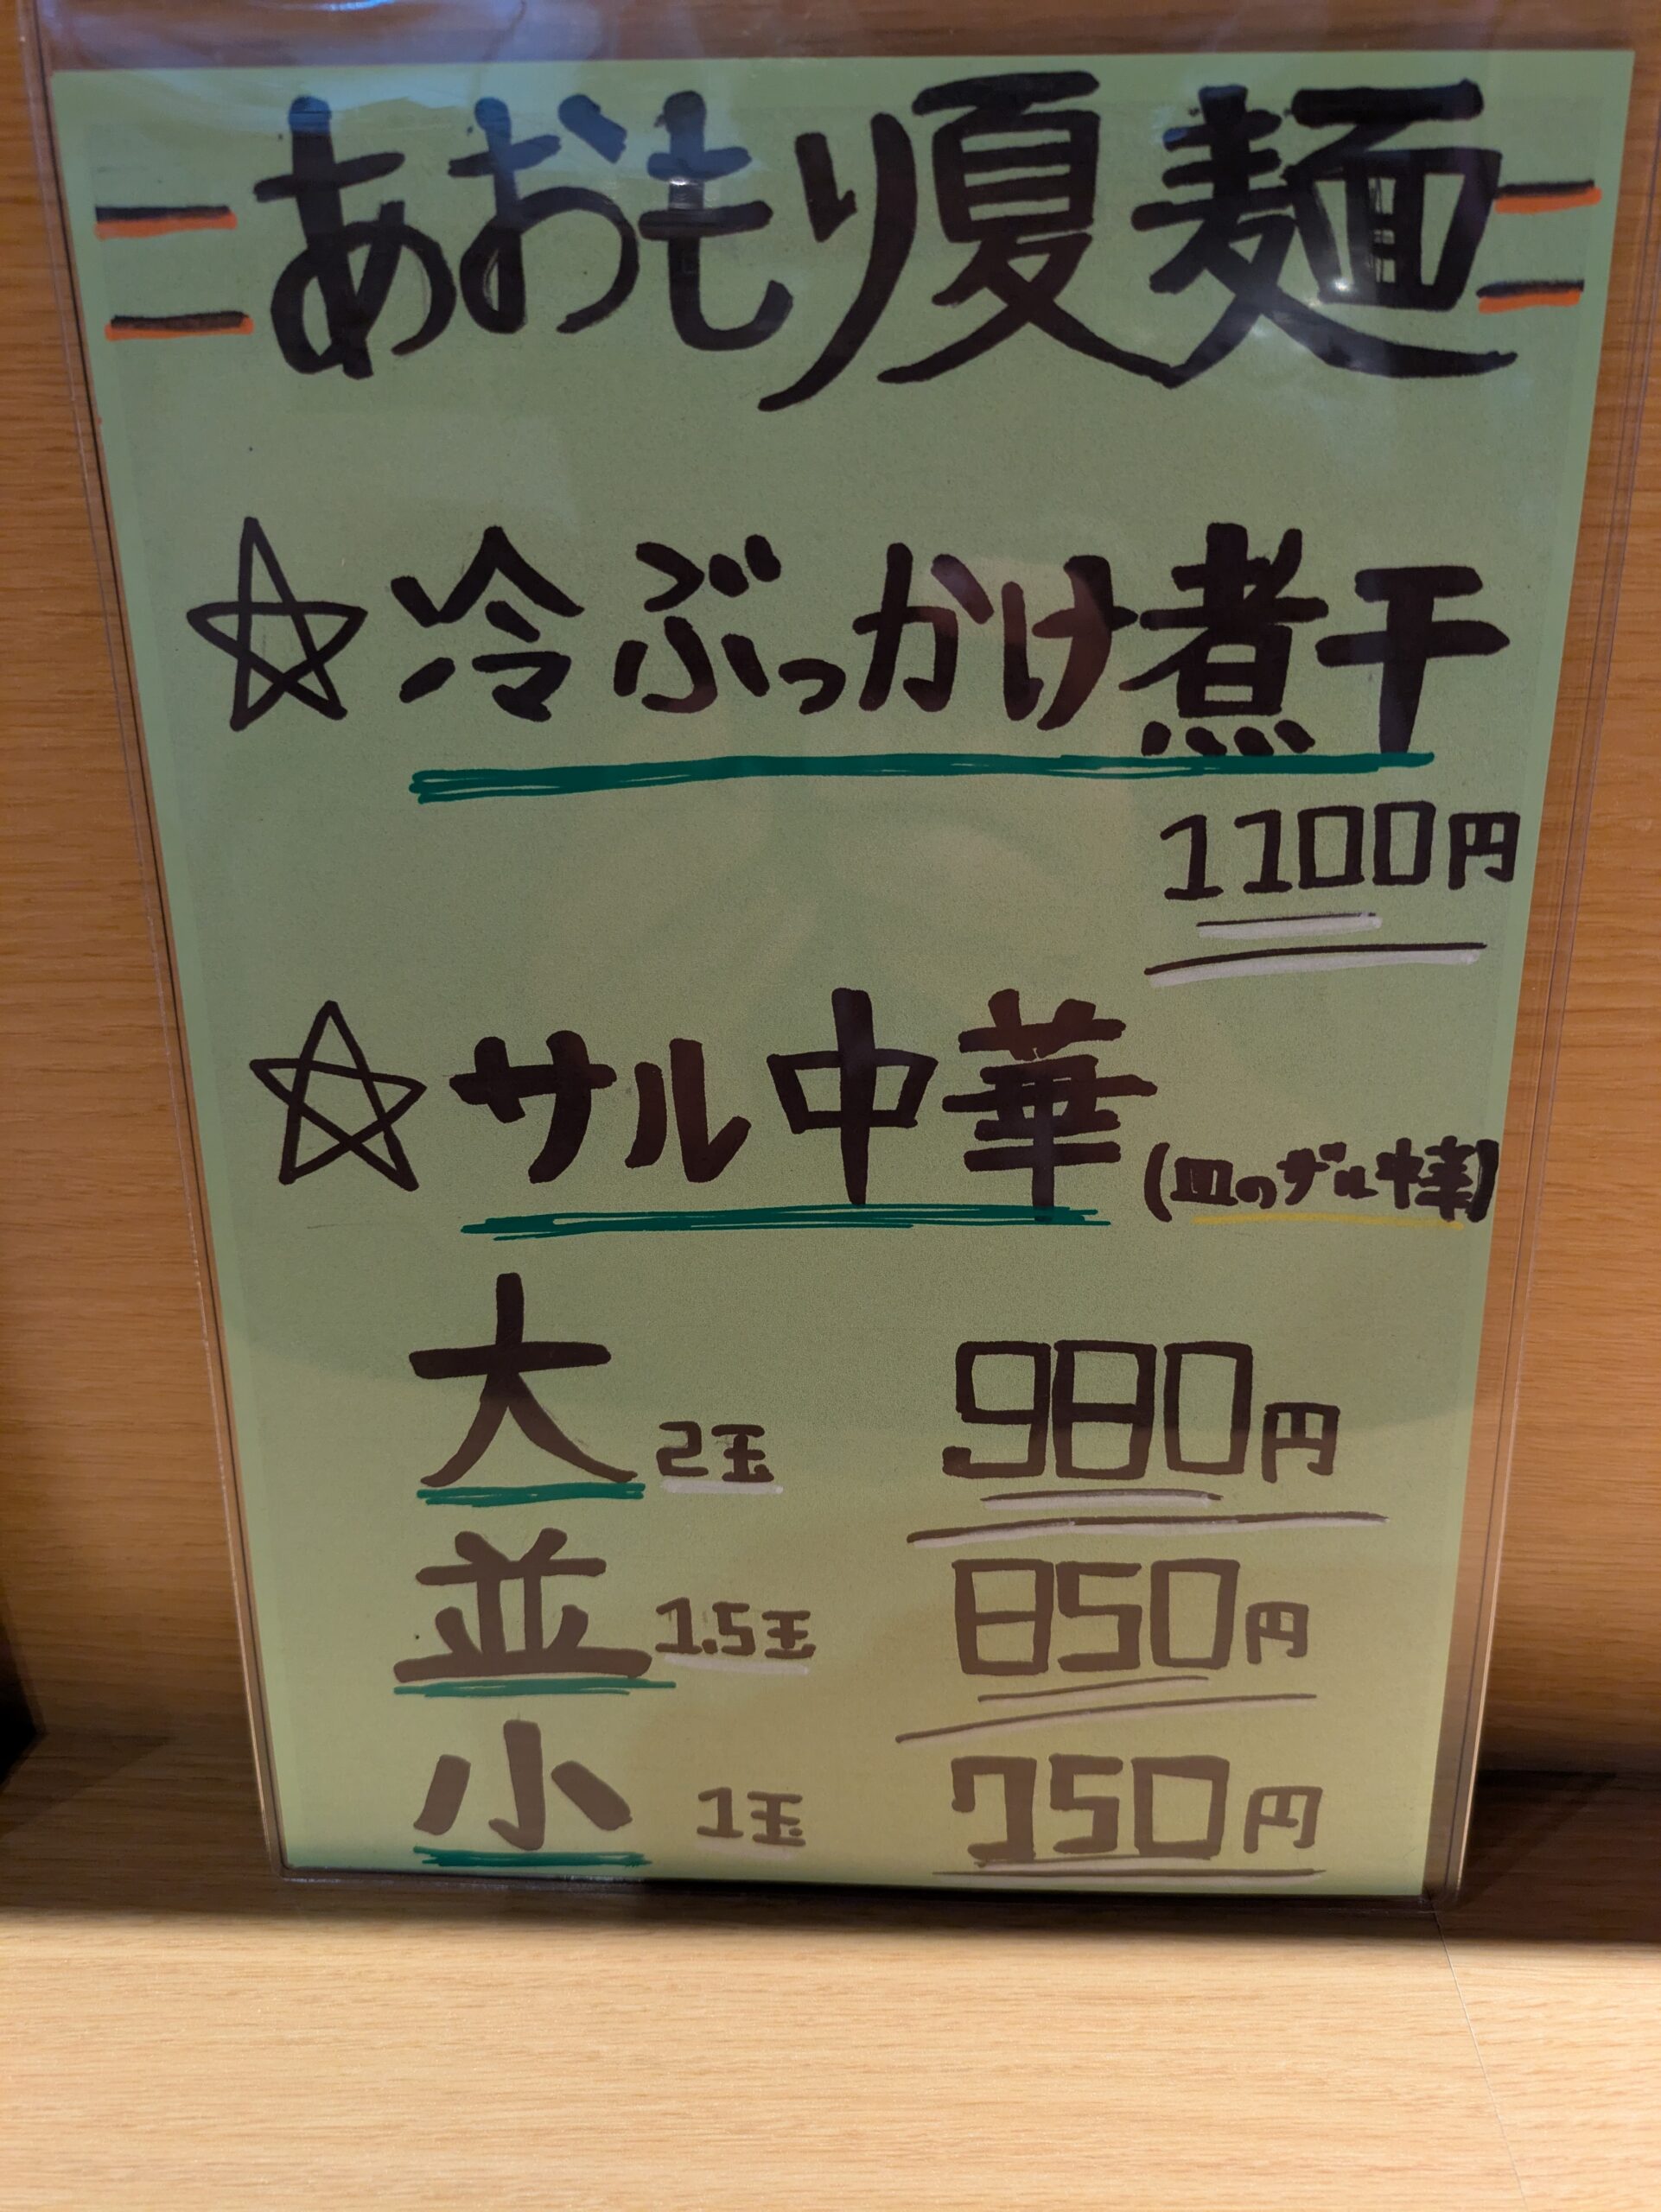 あおもり夏麺
☆冷ぶっかけ煮干
1100円
☆サル中華(皿のザル中華)
大 2玉 980円
並 1.5玉 850円
小 1玉 750円